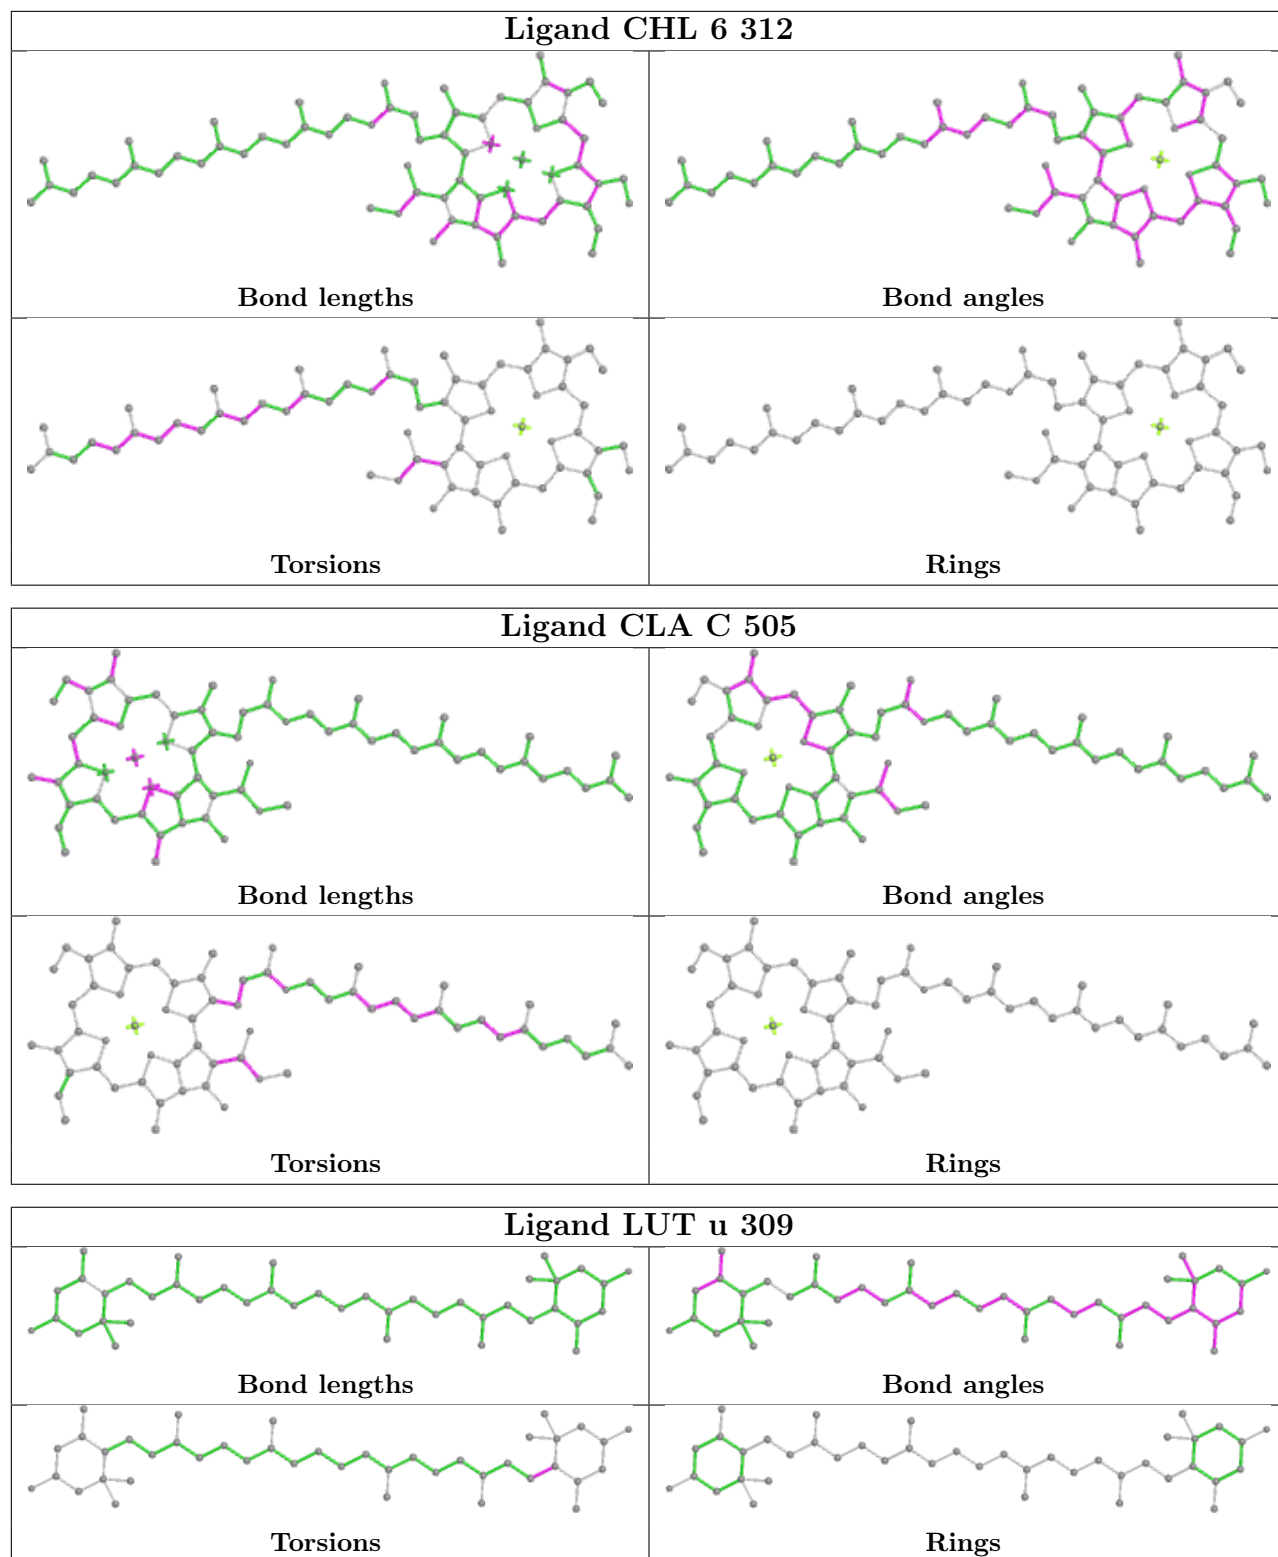 Ligand CHL 6 312
Bond lengths
Bond angles
Torsions
Rings
Ligand CLA C 505
Bond lengths
Bond angles
Torsions
Rings
Ligand LUT u 309
Bond lengths
Bond angles
Torsions
Rings